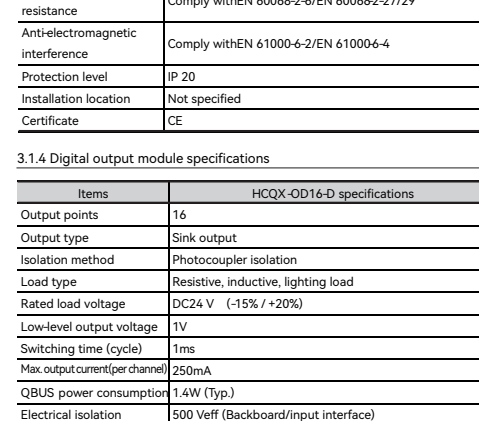 resistance Comply withEN 60068-2-6/EN 60068-2-27/29
Anti-electromagnetic interference Comply withEN 61000-6-2/EN 61000-6-4
Protection level IP 20
Installation location Not specified
Certificate CE
3.1.4 Digital output module specifications
Items HCQX-OD16-D specifications
Output points 16
Output type Sink output
Isolation method Photocoupler isolation
Load type Resistive, inductive, lighting load
Rated load voltage DC24 V (-15% / +20%)
Low-level output voltage 1V
Switching time (cycle) 1ms
Max. output current(per channel) 250mA
QBUS power consumption 1.4W (Typ.)
Electrical isolation 500 Veff (Backboard/input interface)